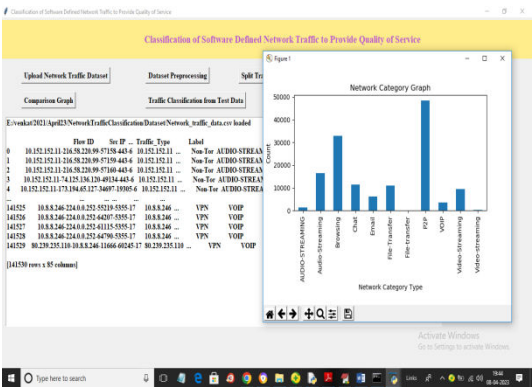 Classification of Software Defined Network Traffic to Provide Quality of Service
Classification of Software Defined Network Traffic to Provide Quality of Service
Upload Network Traffic Dataset
Dataset Preprocessing
Split Tra
Comparison Graph
Traffic Classification from Test Data
E:/venkat/2021/April23/NetworkTrafficClassification/Dataset/Network_traffic_data.csv loaded
Flow ID Src IP ... Traffic_Type Label
0 10.152.152.11-216.58.220.99-57158-443-6 10.152.152.11 ... Non-Tor AUDIO-STREAM
1 10.152.152.11-216.58.220.99-57159-443-6 10.152.152.11 ... Non-Tor AUDIO-STREAM
2 10.152.152.11-216.58.220.99-57160-443-6 10.152.152.11 ... Non-Tor AUDIO-STREAM
3 10.152.152.11-74.125.136.120-49134-443-6 10.152.152.11 ... Non-Tor AUDIO-STREA
4 10.152.152.11-173.194.65.127-34697-19305-6 10.152.152.11 ... Non-Tor AUDIO-STRE
... ... ... ... ... ...
141525 10.8.8.246-224.0.0.252-55219-5355-17 10.8.8.246 ... VPN VOIP
141526 10.8.8.246-224.0.0.252-64207-5355-17 10.8.8.246 ... VPN VOIP
141527 10.8.8.246-224.0.0.252-61115-5355-17 10.8.8.246 ... VPN VOIP
141528 10.8.8.246-224.0.0.252-64790-5355-17 10.8.8.246 ... VPN VOIP
141529 80.239.235.110-10.8.8.246-11666-60245-17 80.239.235.110 ... VPN VOIP
[141530 rows x 85 columns]
Figure 1
Network Category Graph
50000
40000
30000
20000
10000
0
Count
AUDIO-STREAMING
Audio-Streaming
Browsing
Chat
Email
File-Transfer
File-transfer
P2P
VOIP
Video-Streaming
Video-streaming
Network Category Type
Activate Windows
Go to Settings to activate Windows.
Type here to search
Links
19:44
08-04-2023